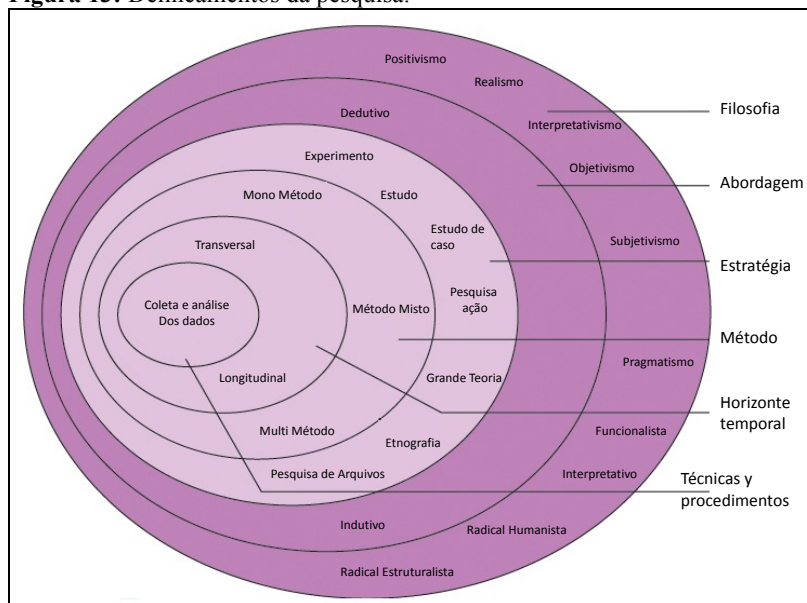 Figura 13: Delineamentos da pesquisa.
Positivismo
Realismo
Filosofia
Interpretativismo
Dedutivo
Experimento
Objetivismo
Abordagem
Mono Método
Estudo
Transversal
Estudo de
caso
Subjetivismo
Estratégia
Coleta e análise
Dos dados
Pesquisa
ação
Método Misto
Método
Pragmatismo
Longitudinal
Grande Teoria
Horizonte
temporal
Multi Método
Etnografia
Funcionalista
Pesquisa de Arquivos
Interpretativo
Técnicas y
procedimentos
Indutivo
Radical Humanista
Radical Estruturalista